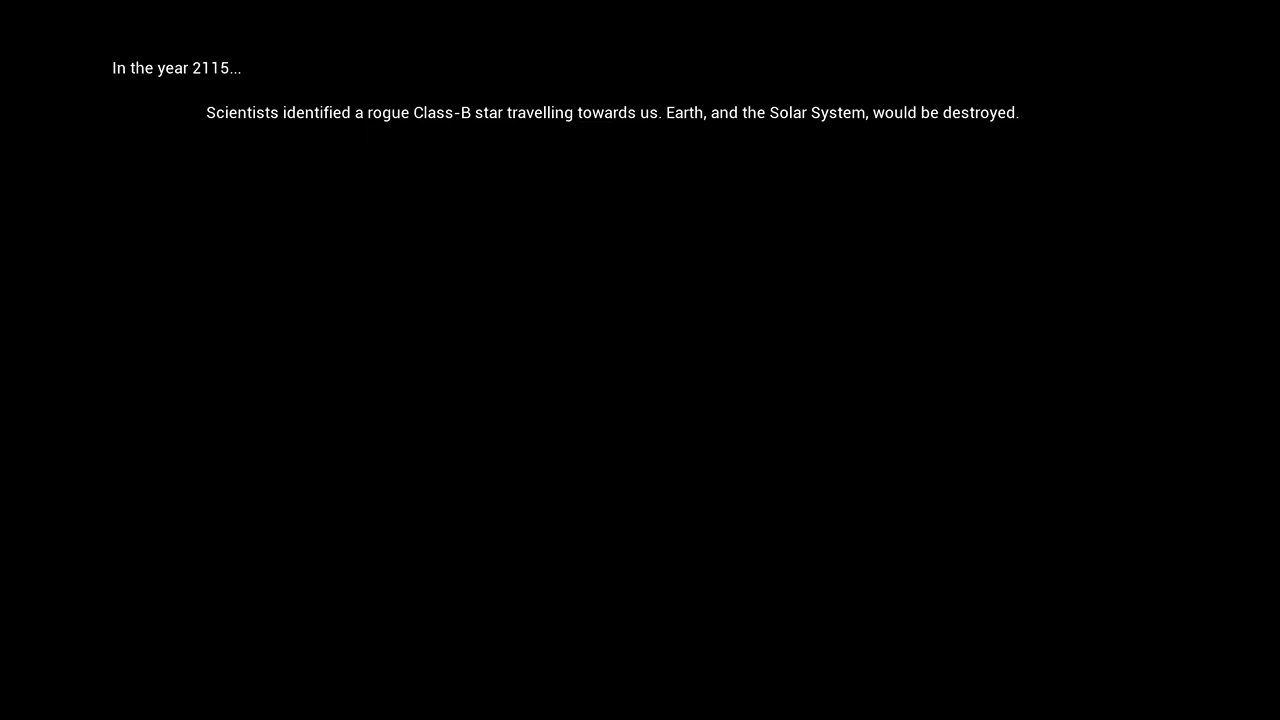 In the year 2115...
Scientists identified a rogue Class-B star travelling towards us. Earth, and the Solar System, would be destroyed.